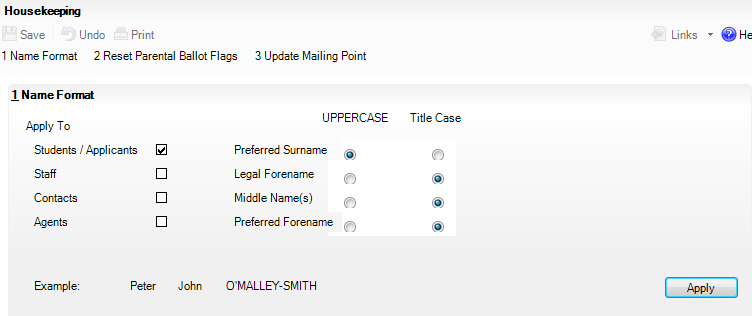 Housekeeping
Save Undo Print Links He
1 Name Format 2 Reset Parental Ballot Flags 3 Update Mailing Point
1 Name Format
UPPERCASE Title Case
Apply To
Students / Applicants Preferred Surname
Staff Legal Forename
Contacts Middle Name(s)
Agents Preferred Forename
Example: Peter John O'MALLEY-SMITH Apply